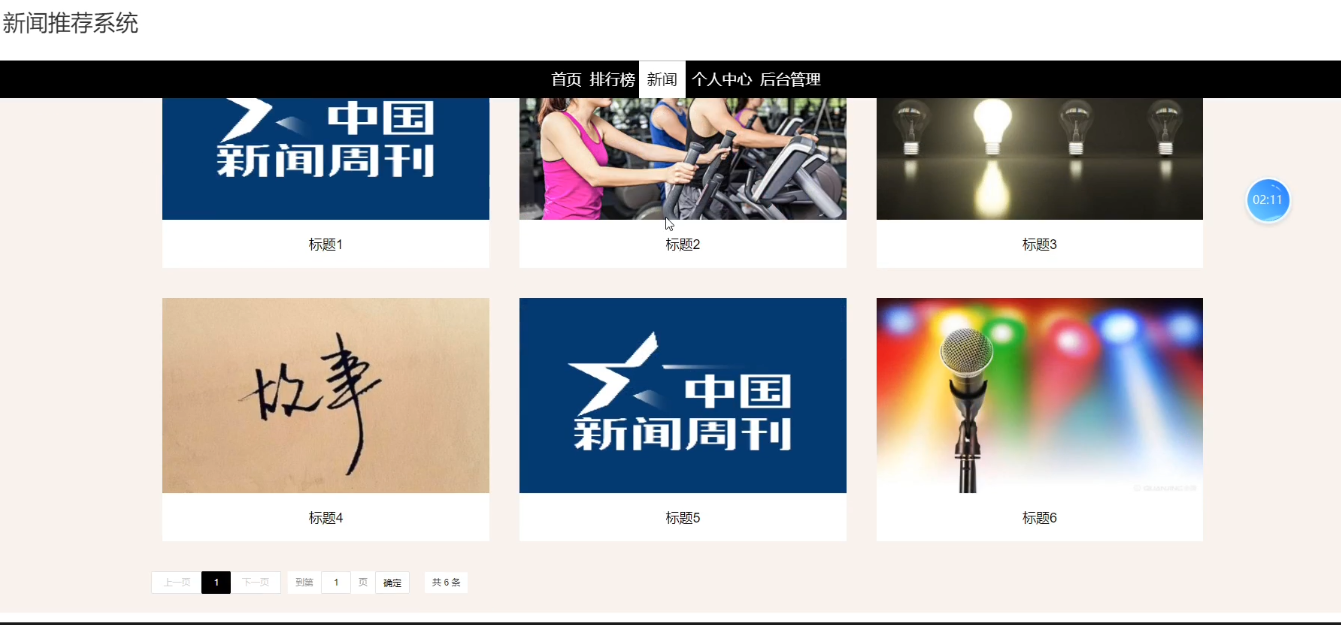 新闻推荐系统
首页 排行榜 新闻 个人中心 后台管理
中国
新闻周刊
02:11
标题1 标题2 标题3
故事
中国
新闻周刊
标题4 标题5 标题6
上一页 1 下一页 到第 1 页 确定 共 6 条